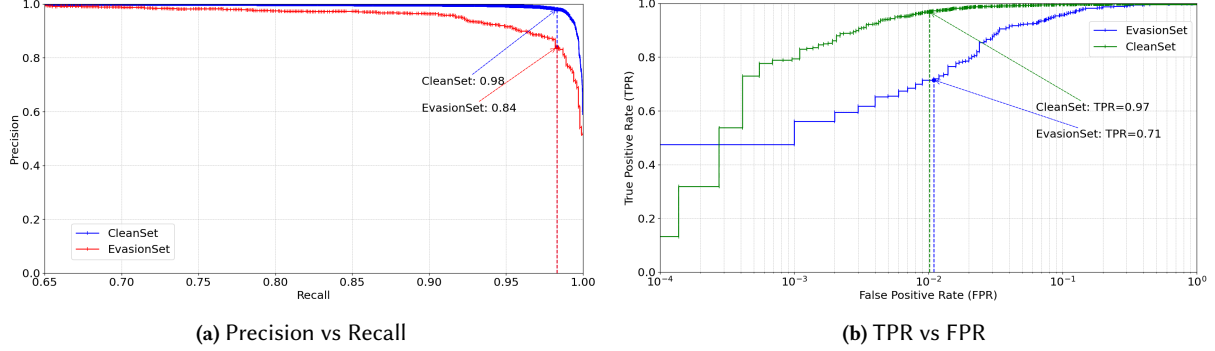 1.0
0.8
0.6
0.4
0.2
0.0
Precision
CleanSet: 0.98
EvasionSet: 0.84
CleanSet
EvasionSet
0.65 0.70 0.75 0.80 0.85 0.90 0.95 1.00
Recall
(a) Precision vs Recall
1.0
0.8
0.6
0.4
0.2
0.0
True Positive Rate (TPR)
EvasionSet
CleanSet
CleanSet: TPR=0.97
EvasionSet: TPR=0.71
10⁻⁴ 10⁻³ 10⁻² 10⁻¹ 10⁰
False Positive Rate (FPR)
(b) TPR vs FPR